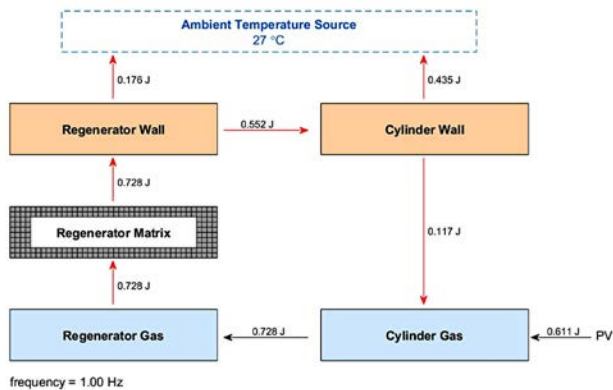 Ambient Temperature Source
27 °C
0.176 J
0.435 J
Regenerator Wall
0.552 J
Cylinder Wall
0.728 J
Regenerator Matrix
0.117 J
0.728 J
Regenerator Gas
0.728 J
Cylinder Gas
0.611 J
PV
frequency = 1.00 Hz